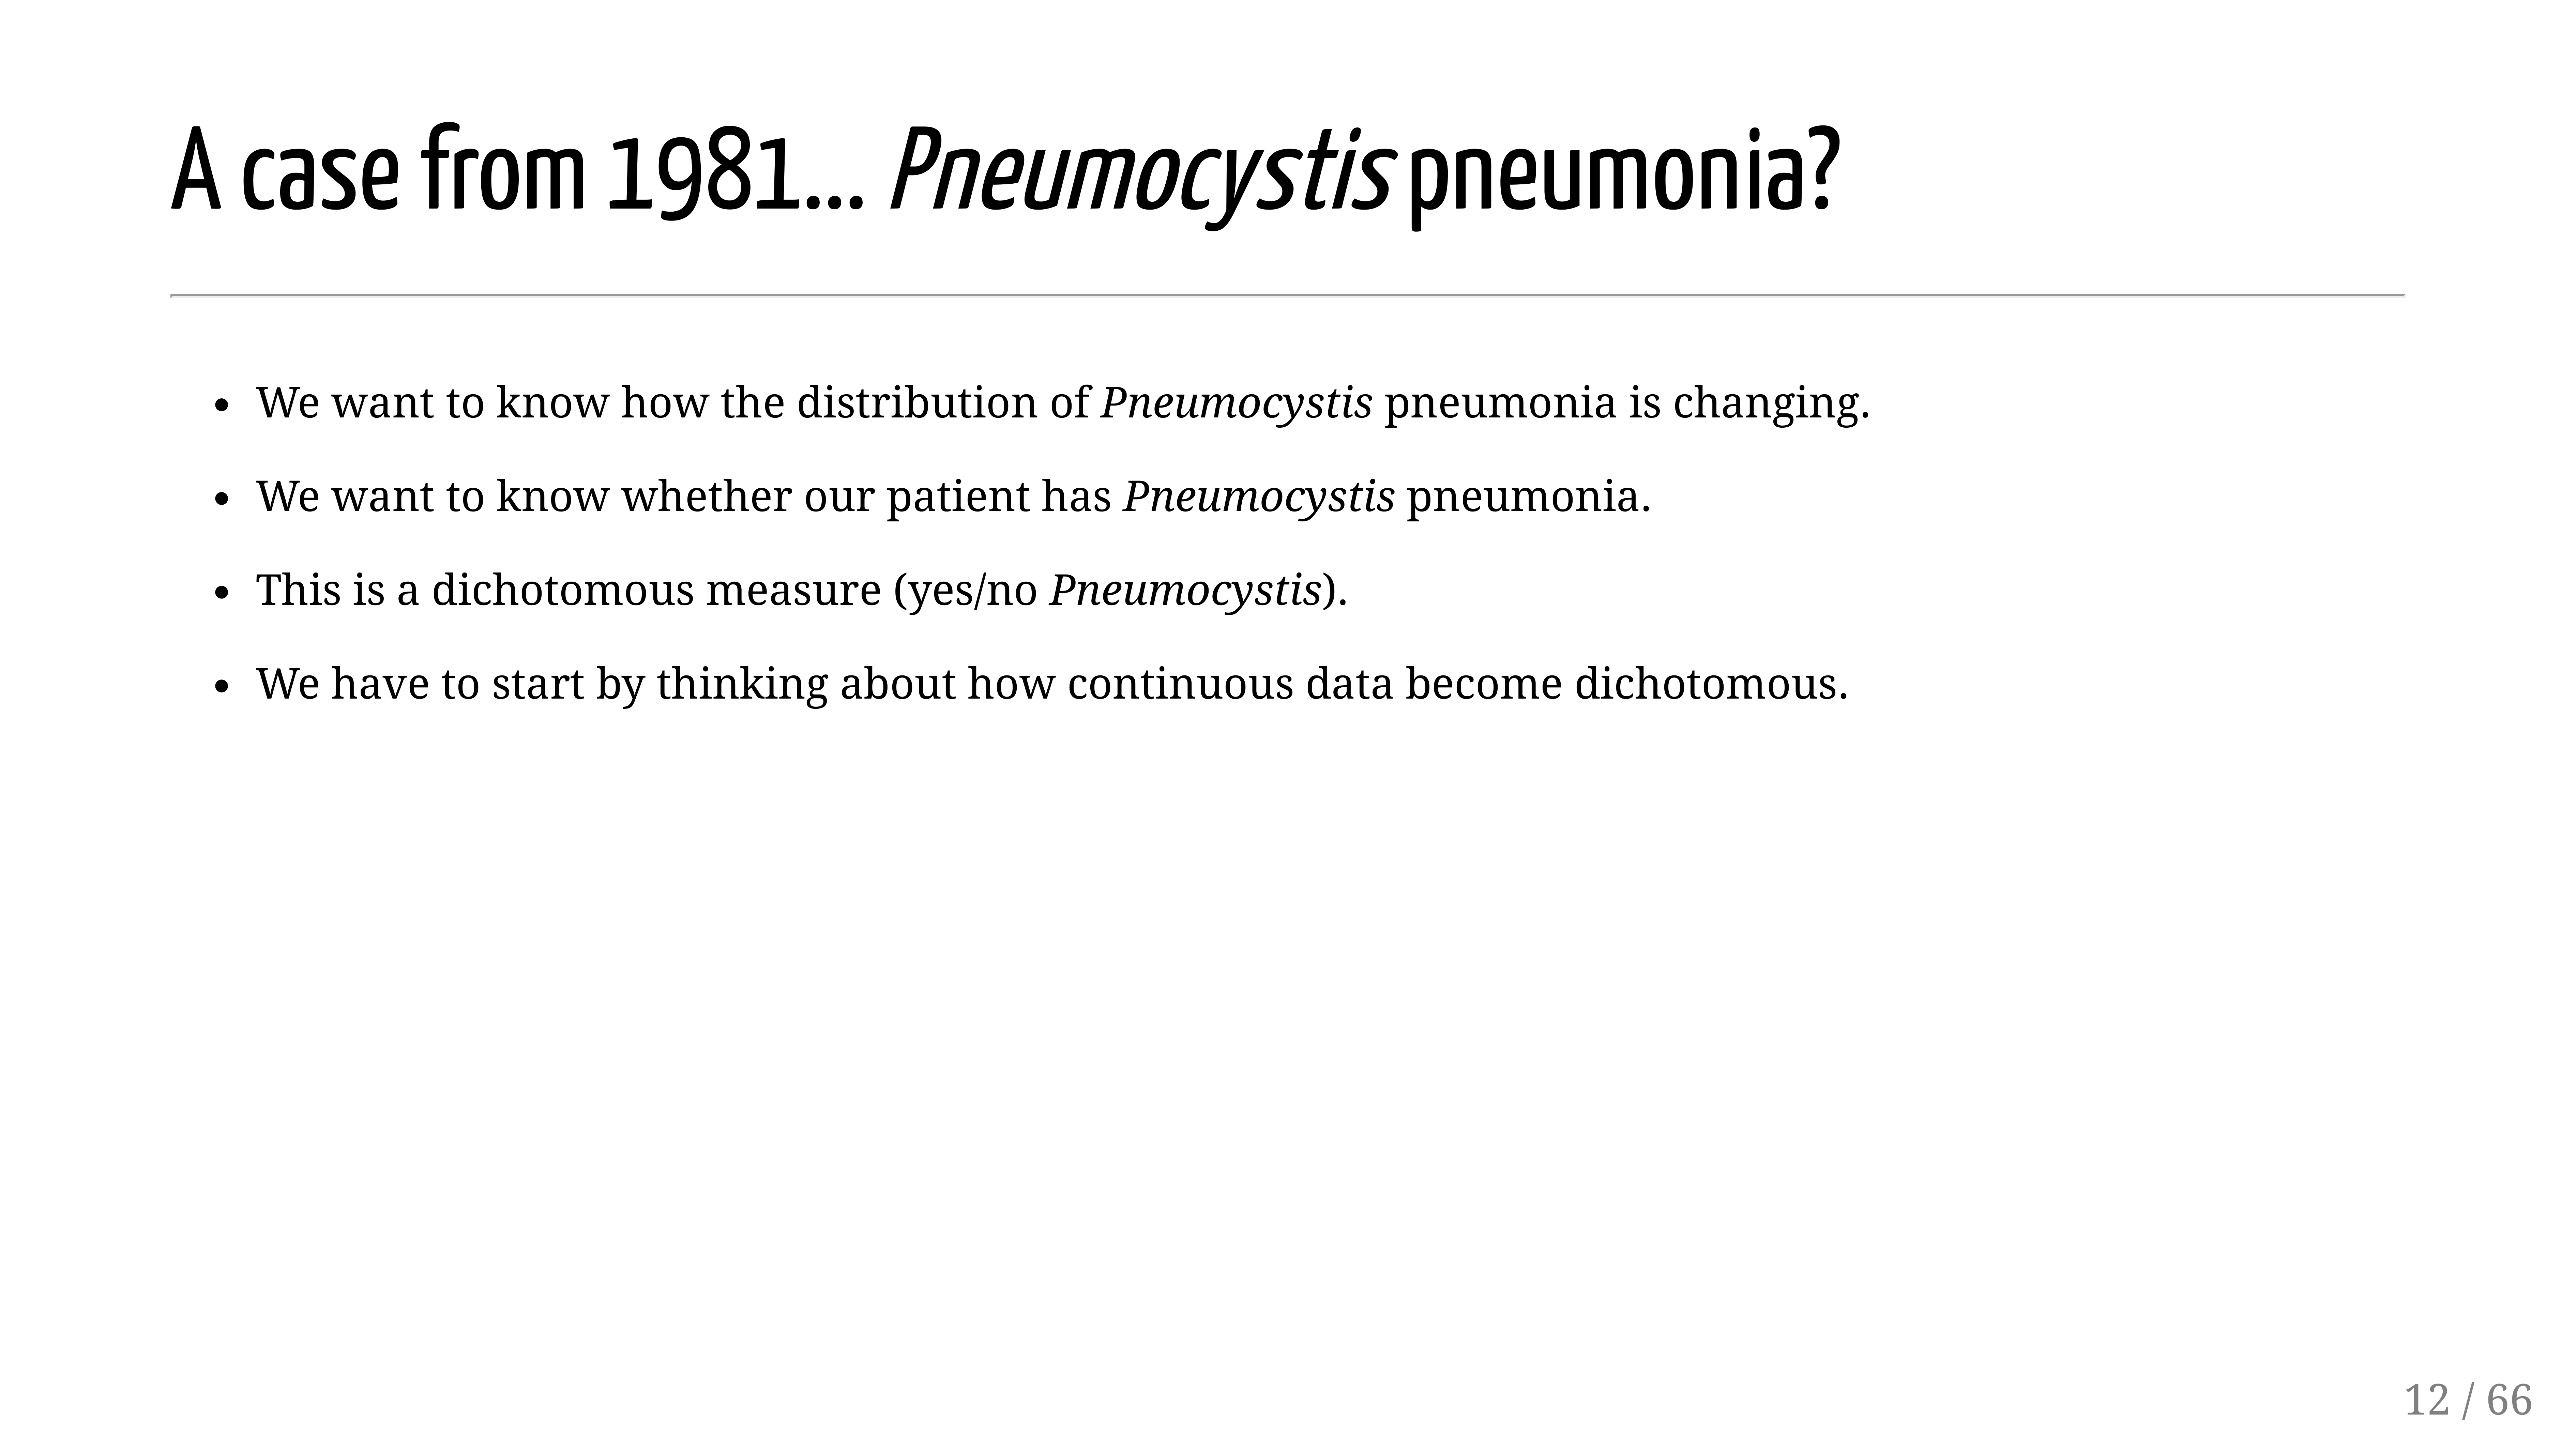 A case from 1981... Pneumocystis pneumonia?
• We want to know how the distribution of Pneumocystis pneumonia is changing.
• We want to know whether our patient has Pneumocystis pneumonia.
• This is a dichotomous measure (yes/no Pneumocystis).
• We have to start by thinking about how continuous data become dichotomous.
12 / 66